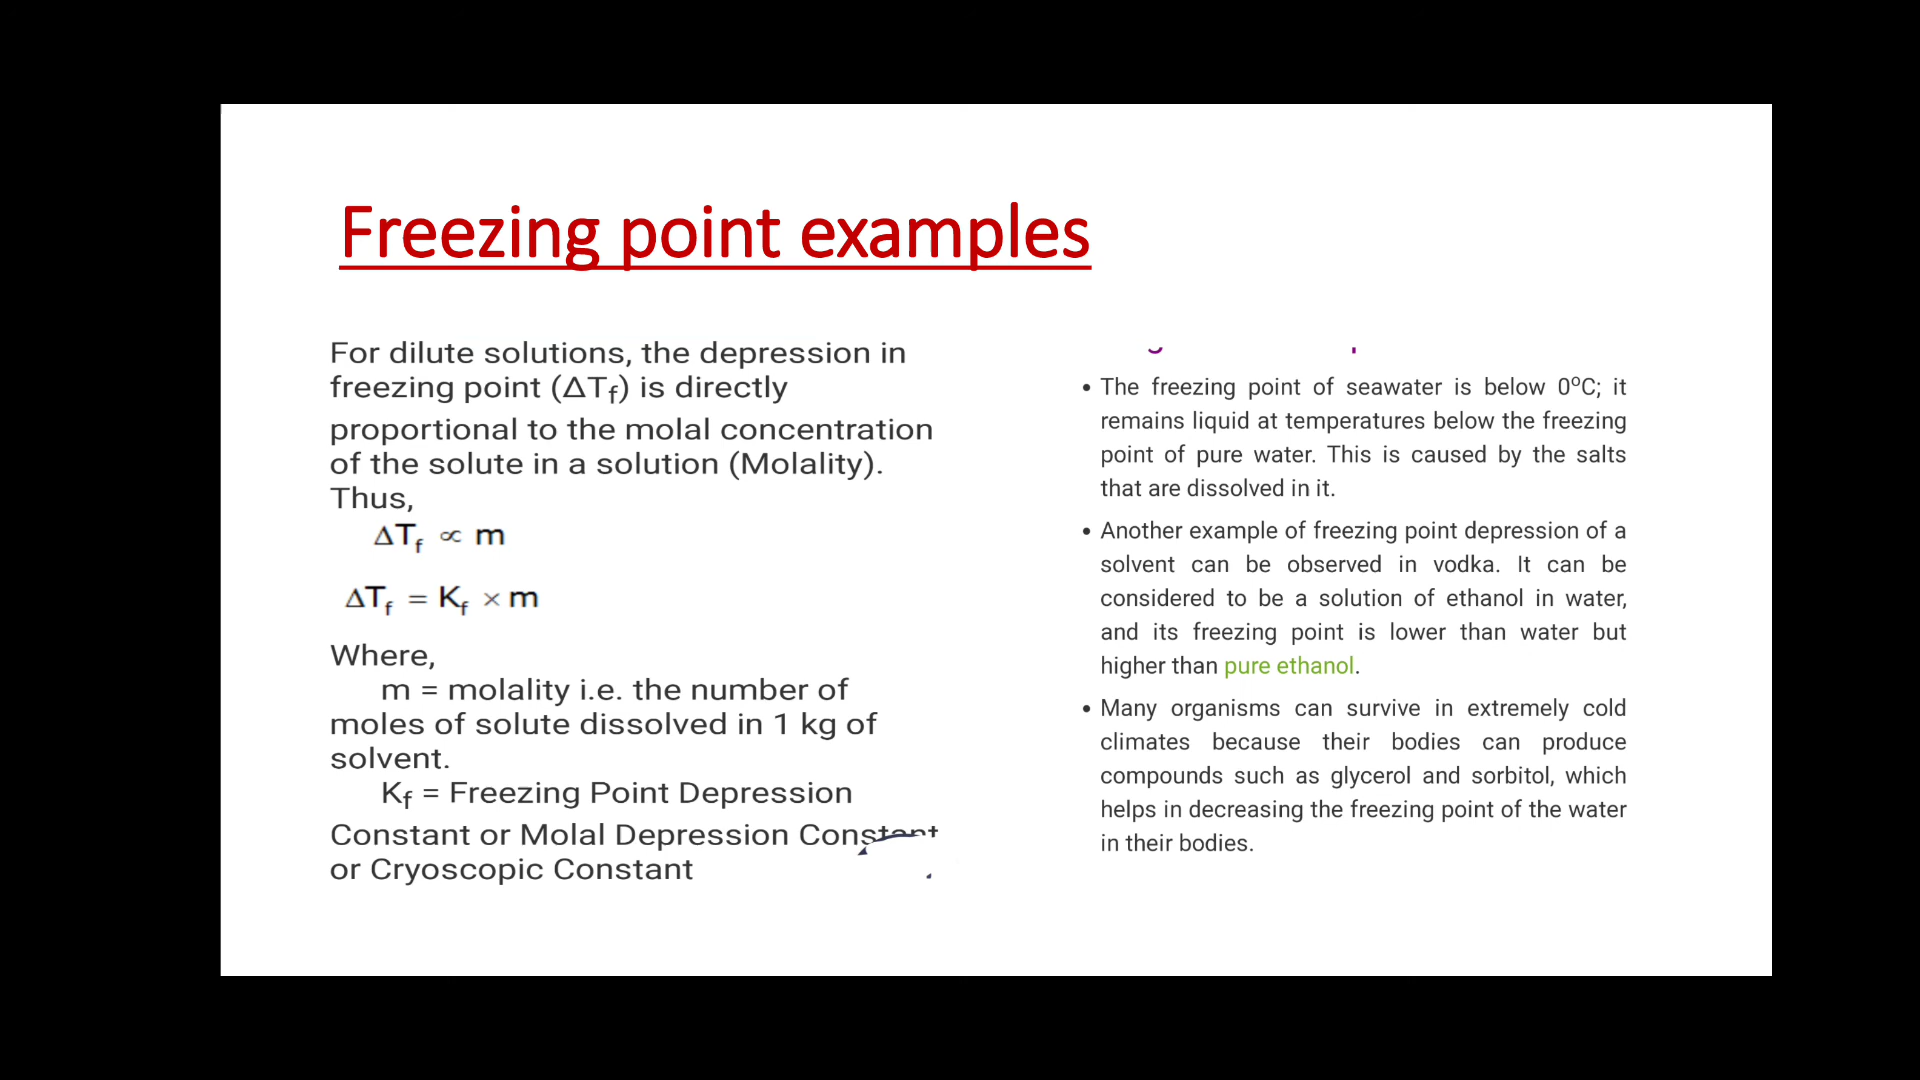 Freezing point examples
For dilute solutions, the depression in
freezing point (ΔTf) is directly
proportional to the molal concentration
of the solute in a solution (Molality).
Thus,
ΔTf ∝ m
ΔTf = Kf × m
Where,
m = molality i.e. the number of
moles of solute dissolved in 1 kg of
solvent.
Kf = Freezing Point Depression
Constant or Molal Depression Constant
or Cryoscopic Constant
• The freezing point of seawater is below 0⁰C; it
remains liquid at temperatures below the freezing
point of pure water. This is caused by the salts
that are dissolved in it.
• Another example of freezing point depression of a
solvent can be observed in vodka. It can be
considered to be a solution of ethanol in water,
and its freezing point is lower than water but
higher than pure ethanol.
• Many organisms can survive in extremely cold
climates because their bodies can produce
compounds such as glycerol and sorbitol, which
helps in decreasing the freezing point of the water
in their bodies.